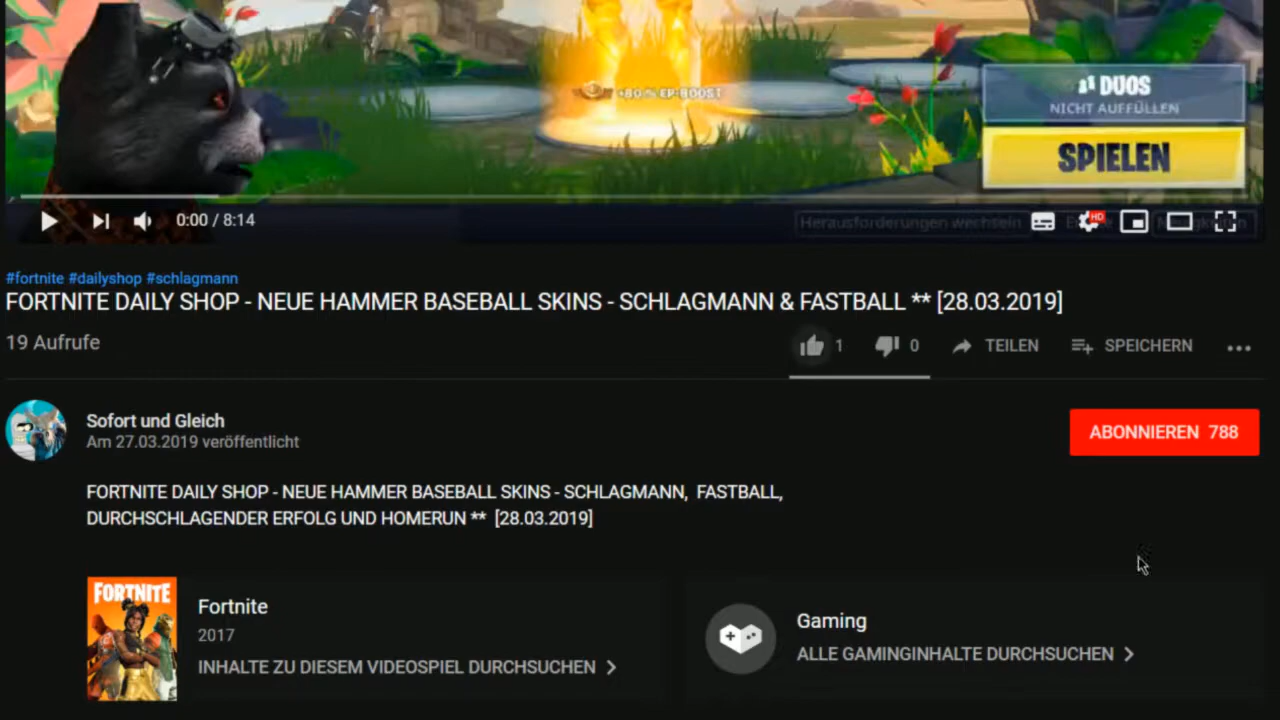 +80 % EP-BOOST
DUOS
NICHT AUFFÜLLEN
SPIELEN
0:00 / 8:14
Herausforderungen wechseln
HD
#fortnite #dailyshop #schlagmann
FORTNITE DAILY SHOP - NEUE HAMMER BASEBALL SKINS - SCHLAGMANN & FASTBALL ** [28.03.2019]
19 Aufrufe
1 0 TEILEN SPEICHERN
Sofort und Gleich
Am 27.03.2019 veröffentlicht
ABONNIEREN 788
FORTNITE DAILY SHOP - NEUE HAMMER BASEBALL SKINS - SCHLAGMANN, FASTBALL,
DURCHSCHLAGENDER ERFOLG UND HOMERUN ** [28.03.2019]
FORTNITE
Fortnite
2017
INHALTE ZU DIESEM VIDEOSPIEL DURCHSUCHEN
Gaming
ALLE GAMINGINHALTE DURCHSUCHEN